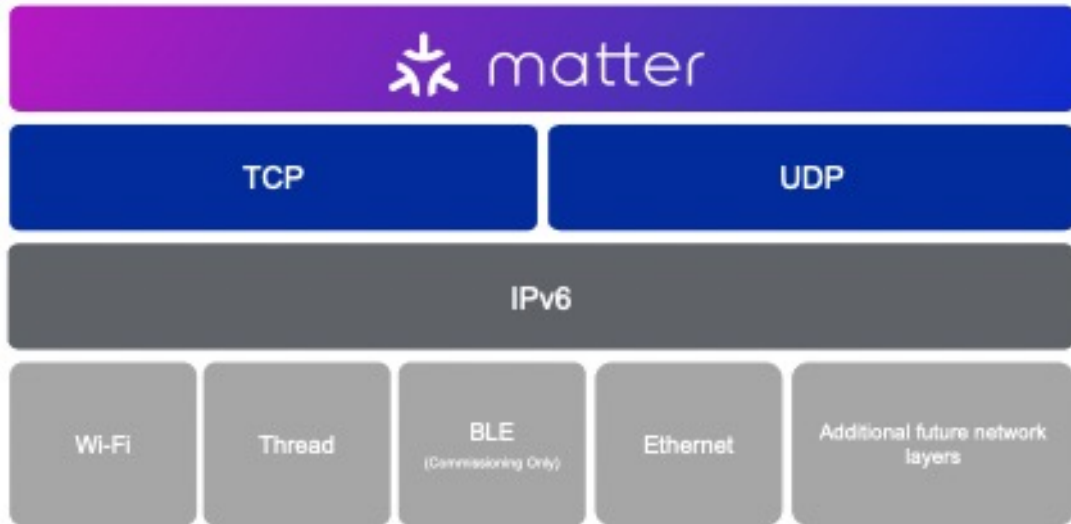 matter
TCP
UDP
IPv6
Wi-Fi
Thread
BLE
(Commissioning Only)
Ethernet
Additional future network
layers